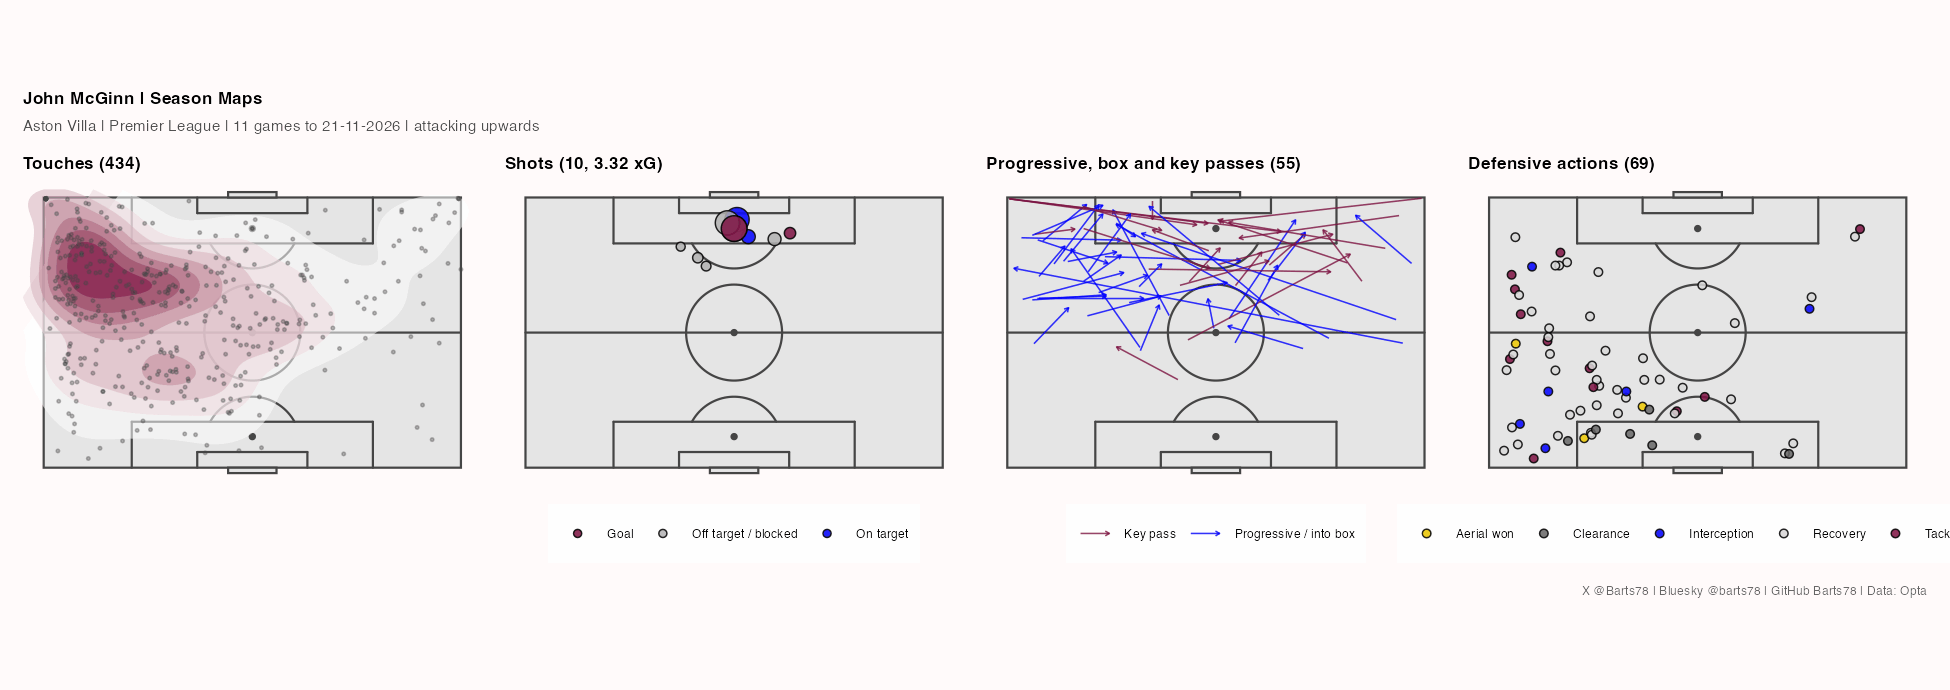 John McGinn | Season Maps
Aston Villa | Premier League | 11 games to 21-11-2026 | attacking upwards
Touches (434)
Shots (10, 3.32 xG)
Progressive, box and key passes (55)
Defensive actions (69)
Goal
Off target / blocked
On target
Key pass
Progressive / into box
Aerial won
Clearance
Interception
Recovery
Tack
X @Barts78 | Bluesky @barts78 | GitHub Barts78 | Data: Opta